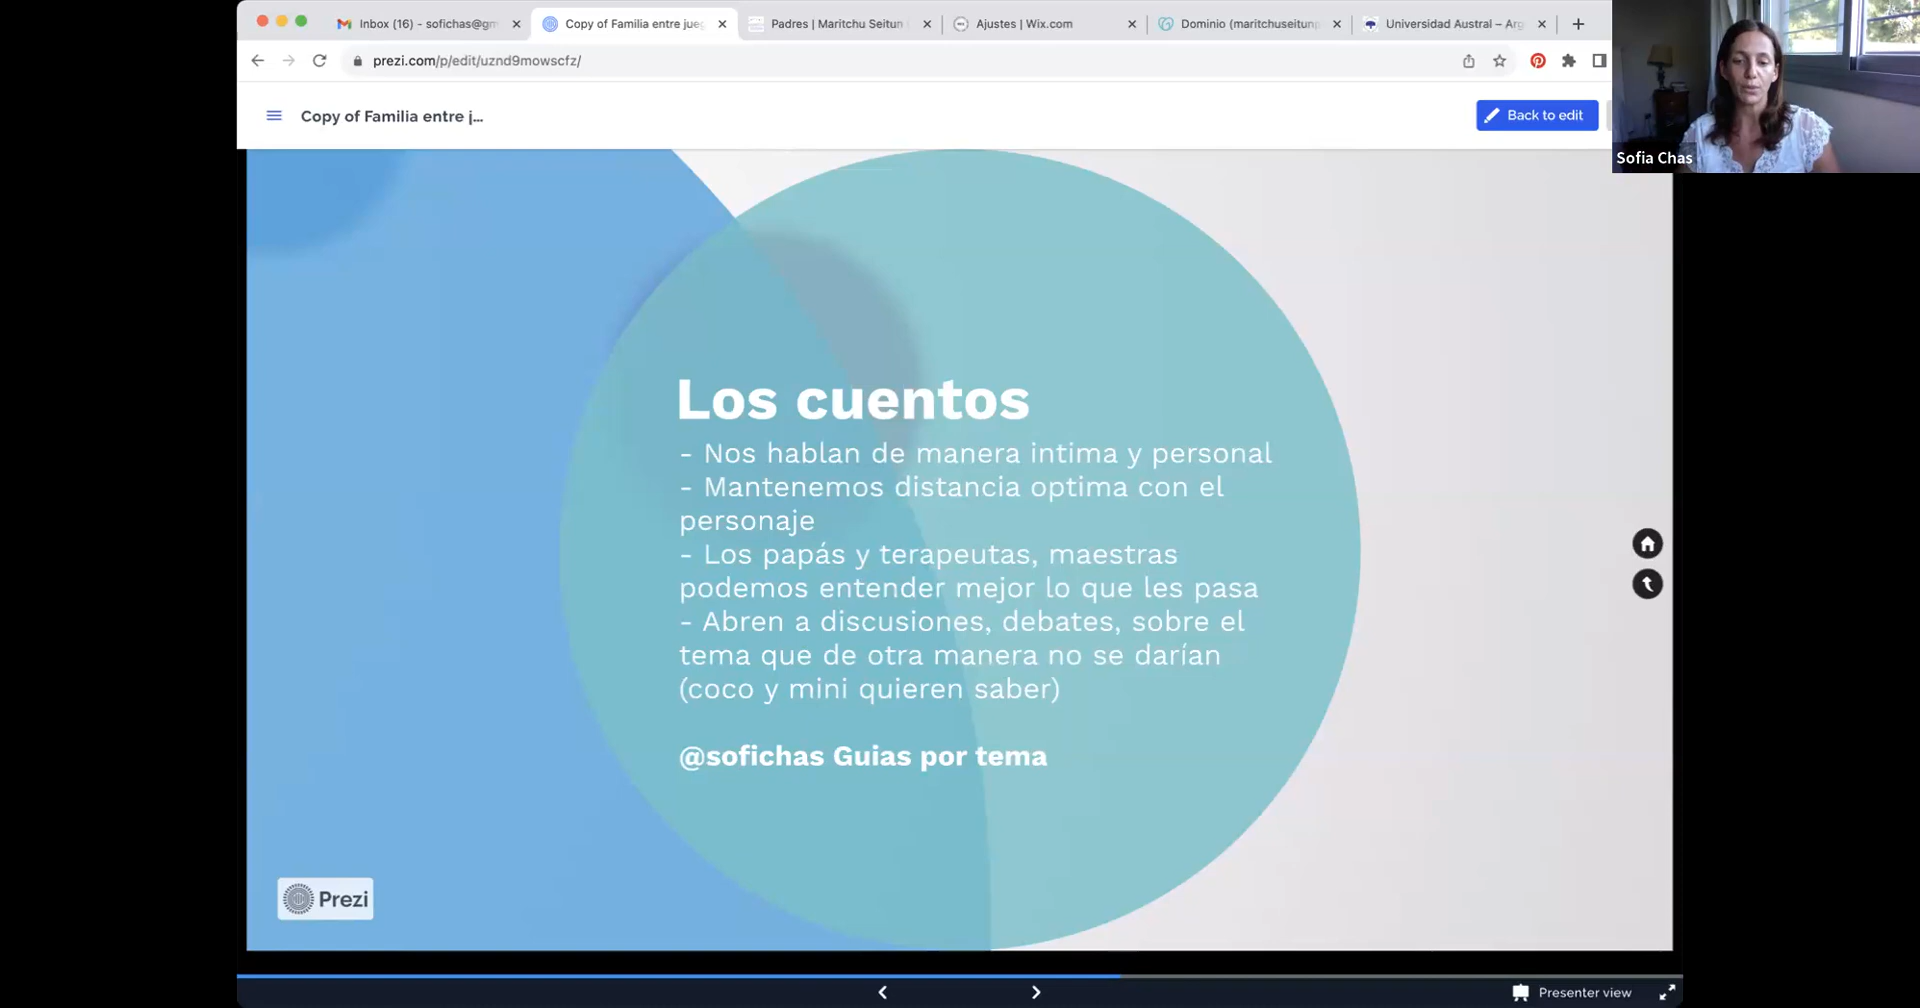 Inbox (16) - sofichas@gm
Copy of Familia entre jueg
Padres | Maritchu Seitun
Ajustes | Wix.com
Dominio (maritchuseitunp
Universidad Austral – Arg
prezi.com/p/edit/uznd9mowscfz/
Copy of Familia entre j...
Back to edit
Sofia Chas
Los cuentos
- Nos hablan de manera intima y personal
- Mantenemos distancia optima con el
personaje
- Los papás y terapeutas, maestras
podemos entender mejor lo que les pasa
- Abren a discusiones, debates, sobre el
tema que de otra manera no se darían
(coco y mini quieren saber)
@sofichas Guias por tema
Prezi
Presenter view